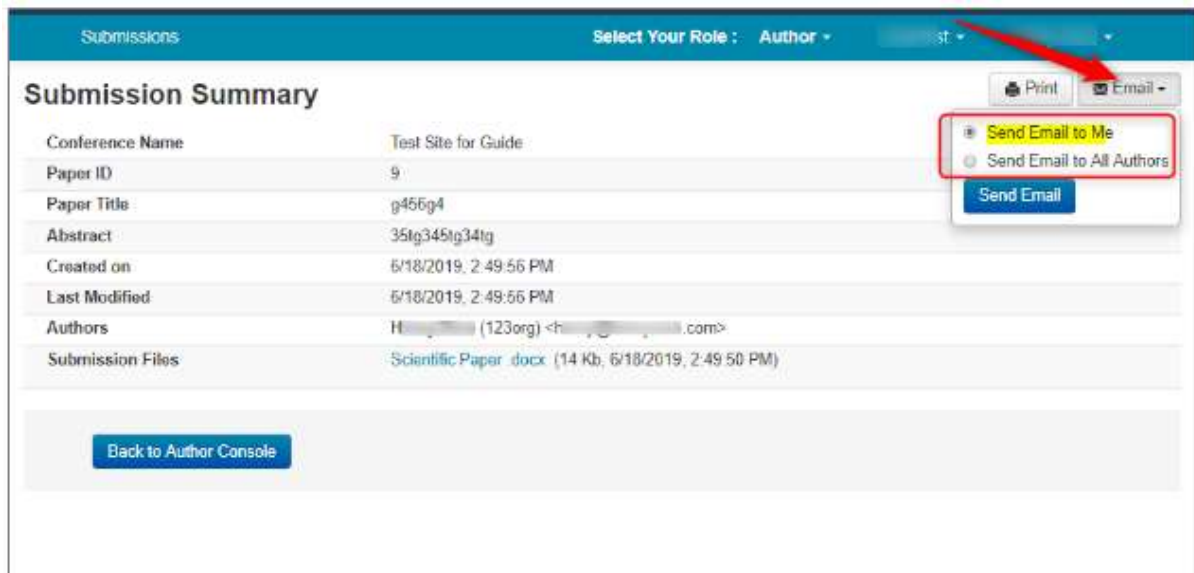 Submissions Select Your Role : Author st
Submission Summary
Print Email
Send Email to Me
Send Email to All Authors
Send Email
Conference Name Test Site for Guide
Paper ID 9
Paper Title g456g4
Abstract 35tg345tg34tg
Created on 6/18/2019, 2:49:56 PM
Last Modified 6/18/2019, 2:49:56 PM
Authors H (123org) <h @ .com>
Submission Files Scientific Paper .docx (14 Kb, 6/18/2019, 2:49:50 PM)
Back to Author Console